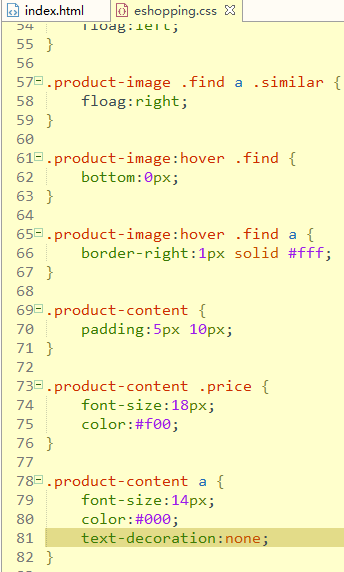 index.html eshopping.css
54 floag:left;
55 }
56
57 .product-image .find a .similar {
58 floag:right;
59 }
60
61 .product-image:hover .find {
62 bottom:0px;
63 }
64
65 .product-image:hover .find a {
66 border-right:1px solid #fff;
67 }
68
69 .product-content {
70 padding:5px 10px;
71 }
72
73 .product-content .price {
74 font-size:18px;
75 color:#f00;
76 }
77
78 .product-content a {
79 font-size:14px;
80 color:#000;
81 text-decoration:none;
82 }